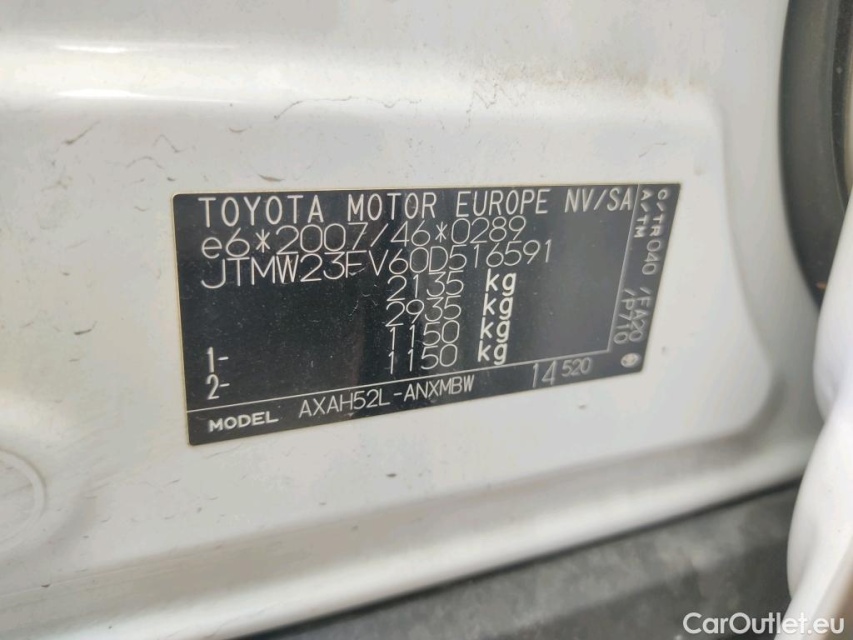 TOYOTA MOTOR EUROPE NV/SA
e6*2007/46*0289
JTMW23FV60D516591
2135 kg
2935 kg
1- 1150 kg
2- 1150 kg
MODEL AXAH52L-ANXMBW 14 520
C/TR 040 /FA20
A/TM /P710
CarOutlet.eu